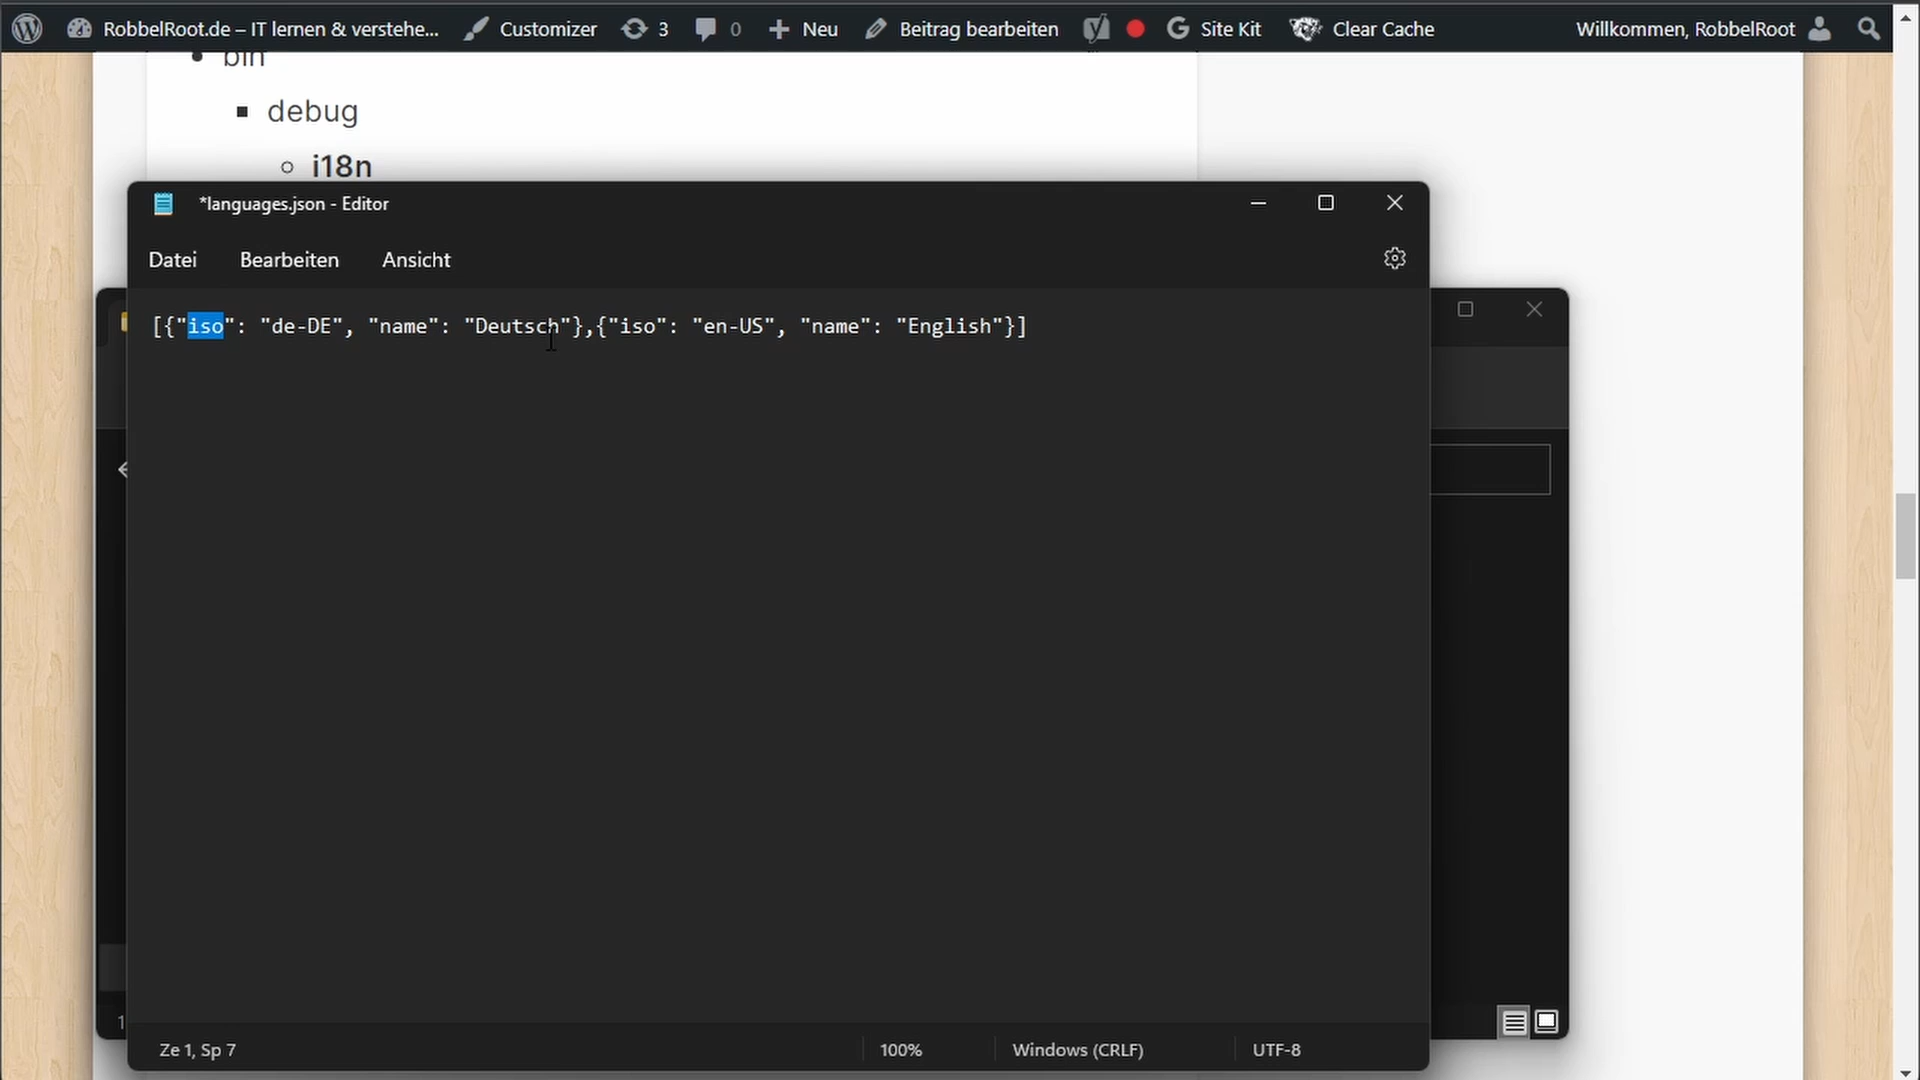 RobbelRoot.de – IT lernen & verstehe... Customizer 3 0 Neu Beitrag bearbeiten Site Kit Clear Cache Willkommen, RobbelRoot
bin
debug
i18n
*languages.json - Editor
Datei Bearbeiten Ansicht
[{"iso": "de-DE", "name": "Deutsch"},{"iso": "en-US", "name": "English"}]
1
Ze 1, Sp 7 100% Windows (CRLF) UTF-8